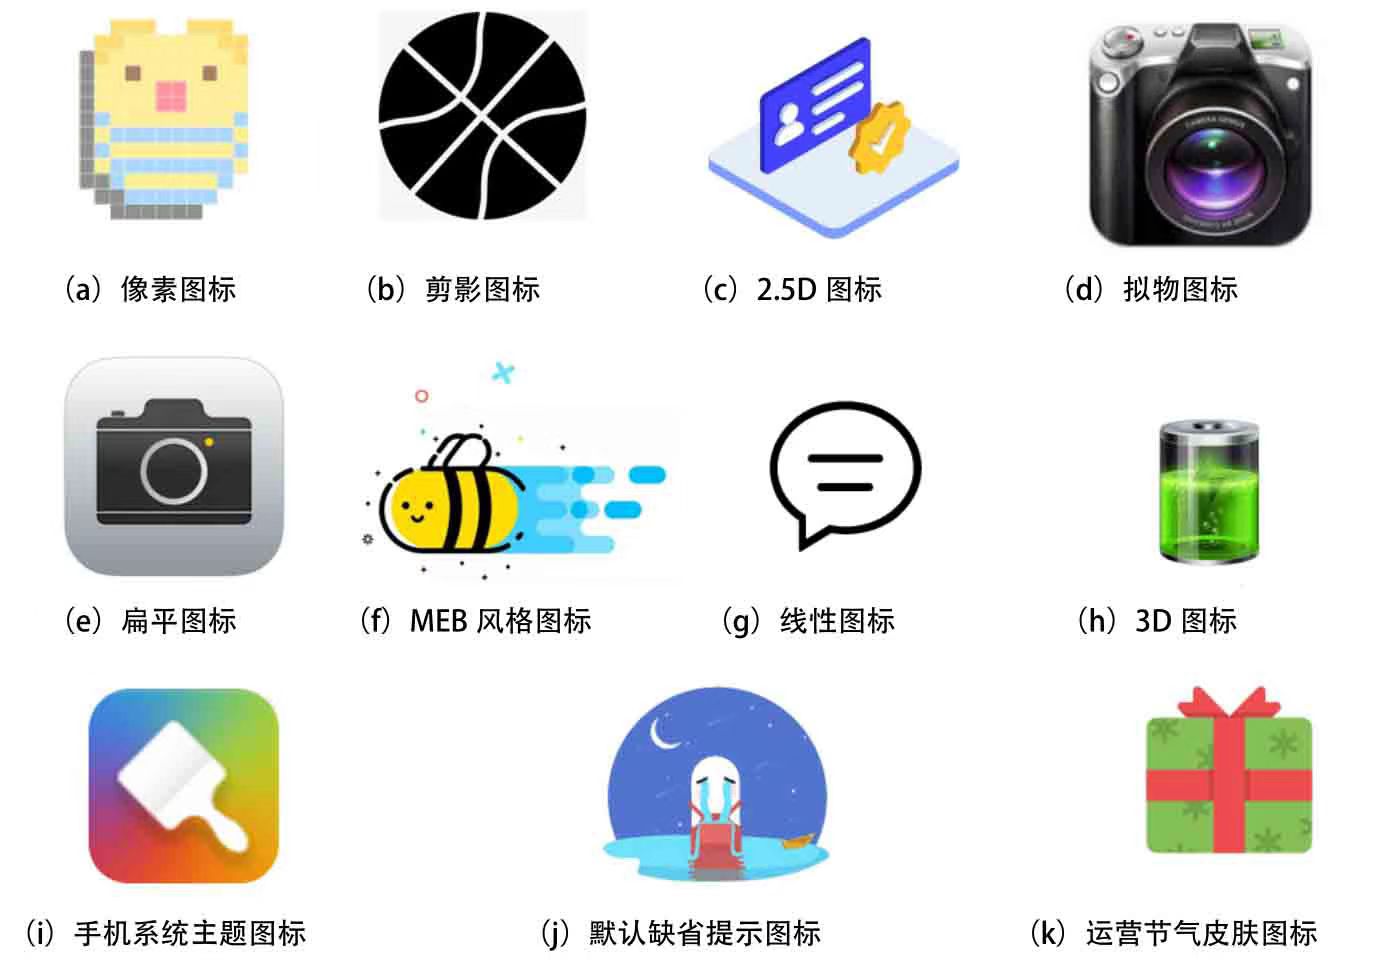 （a）像素图标
（b）剪影图标
（c）2.5D 图标
（d）拟物图标
（e）扁平图标
（f）MEB 风格图标
（g）线性图标
（h）3D 图标
（i）手机系统主题图标
（j）默认缺省提示图标
（k）运营节气皮肤图标